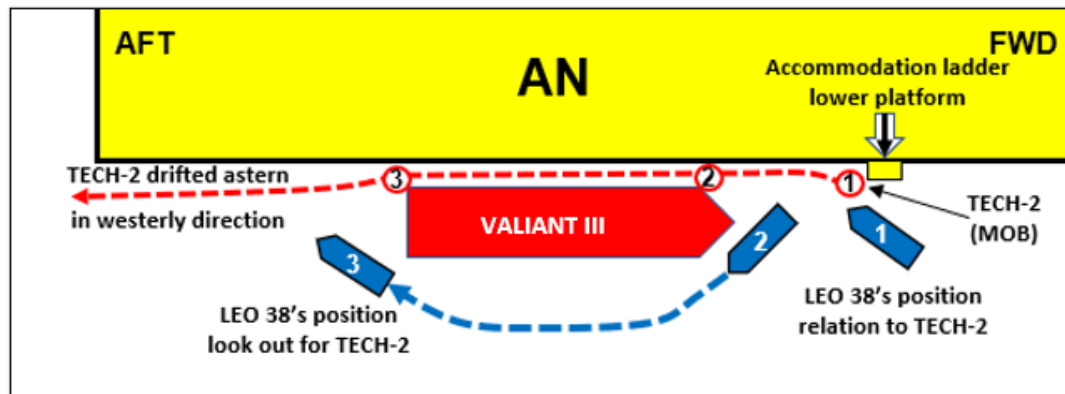 AFT
FWD
AN
Accommodation ladder
lower platform
TECH-2 drifted astern
in westerly direction
3
2
1
TECH-2
(MOB)
VALIANT III
1
2
3
LEO 38's position
look out for TECH-2
LEO 38's position
relation to TECH-2